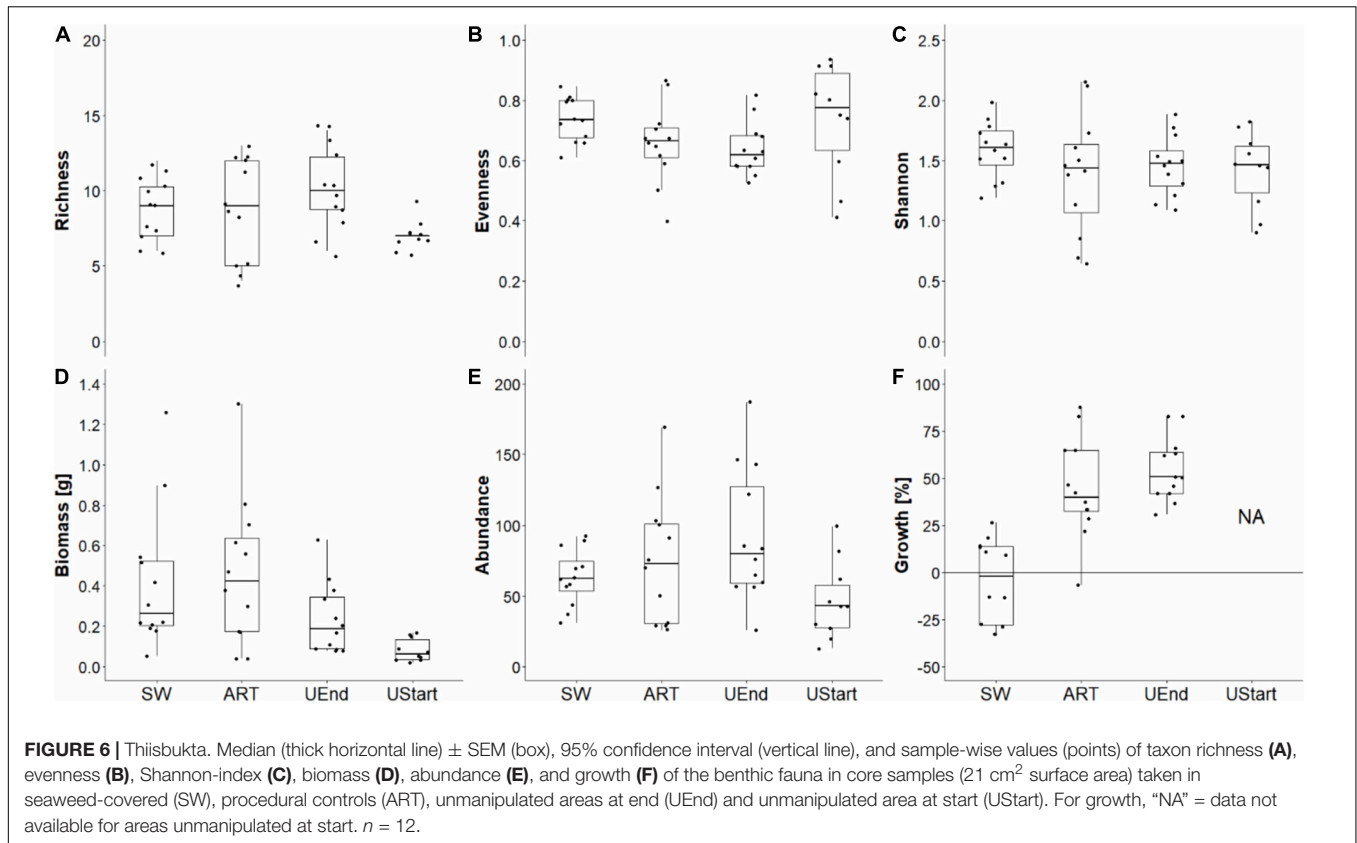 A
B
C
20
15
10
5
0
Richness
1.0
0.8
0.6
0.4
0.2
0.0
Evenness
2.5
2.0
1.5
1.0
0.5
0.0
Shannon
D
E
F
1.4
1.2
1.0
0.8
0.6
0.4
0.2
0.0
Biomass [g]
SW ART UEnd UStart
200
150
100
50
0
Abundance
SW ART UEnd UStart
100
75
50
25
0
-25
-50
Growth [%]
NA
SW ART UEnd UStart
FIGURE 6 | Thiisbukta. Median (thick horizontal line) ± SEM (box), 95% confidence interval (vertical line), and sample-wise values (points) of taxon richness (A),
evenness (B), Shannon-index (C), biomass (D), abundance (E), and growth (F) of the benthic fauna in core samples (21 cm² surface area) taken in
seaweed-covered (SW), procedural controls (ART), unmanipulated areas at end (UEnd) and unmanipulated area at start (UStart). For growth, “NA” = data not
available for areas unmanipulated at start. n = 12.